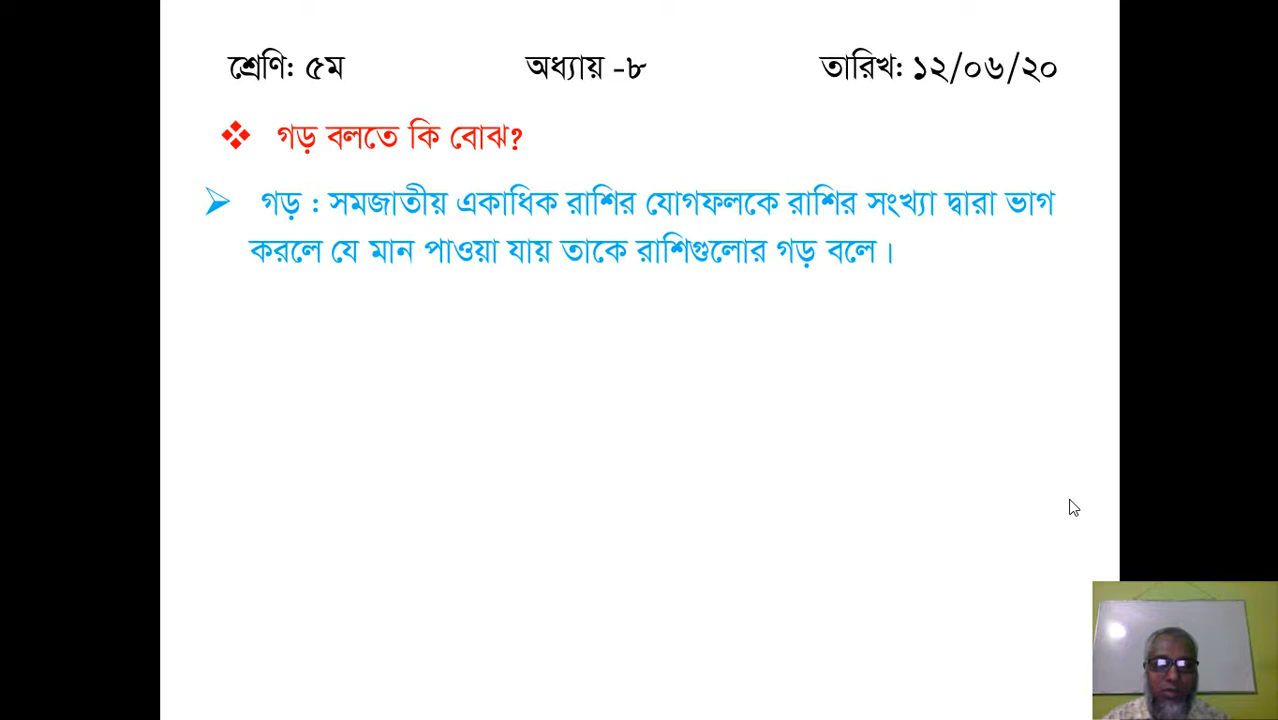 শ্রেণি: ৫ম অধ্যায় -৮ তারিখ: ১২/০৬/২০
গড় বলতে কি বোঝ?
গড় : সমজাতীয় একাধিক রাশির যোগফলকে রাশির সংখ্যা দ্বারা ভাগ
করলে যে মান পাওয়া যায় তাকে রাশিগুলোর গড় বলে।